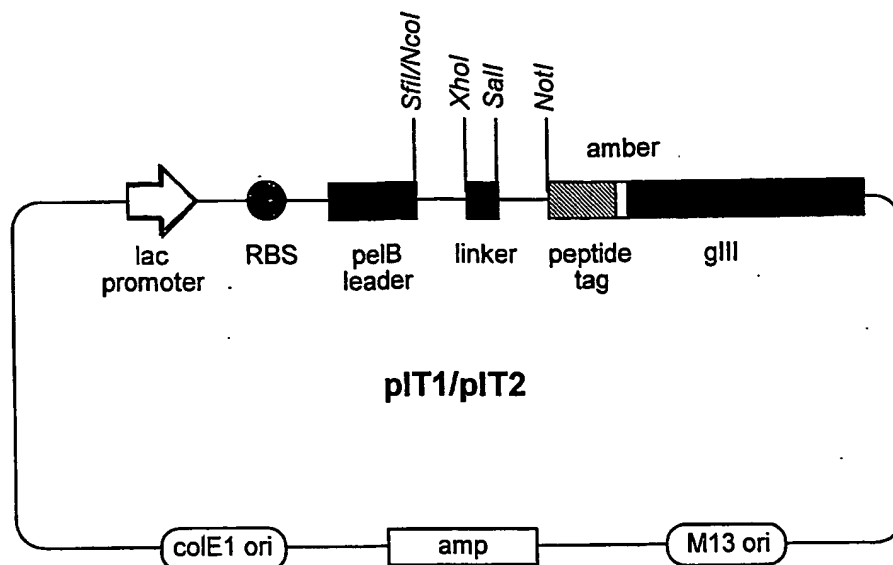 SfiI/NcoI
XhoI
SalI
NotI
amber
lac
promoter
RBS
pelB
leader
linker
peptide
tag
gIII
pIT1/pIT2
colE1 ori
amp
M13 ori